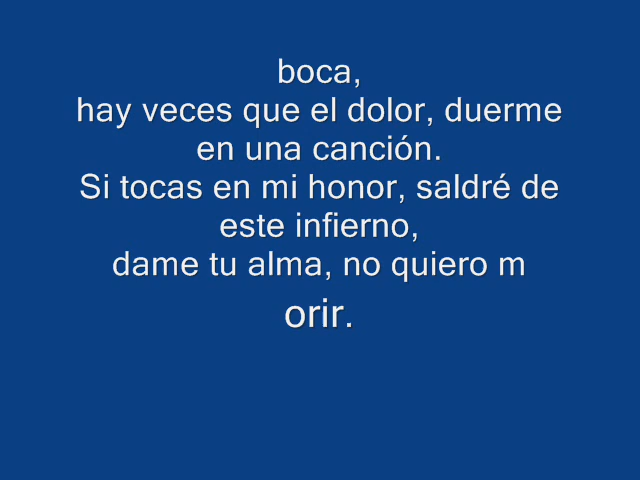 boca,
hay veces que el dolor, duerme
en una canción.
Si tocas en mi honor, saldré de
este infierno,
dame tu alma, no quiero m
orir.